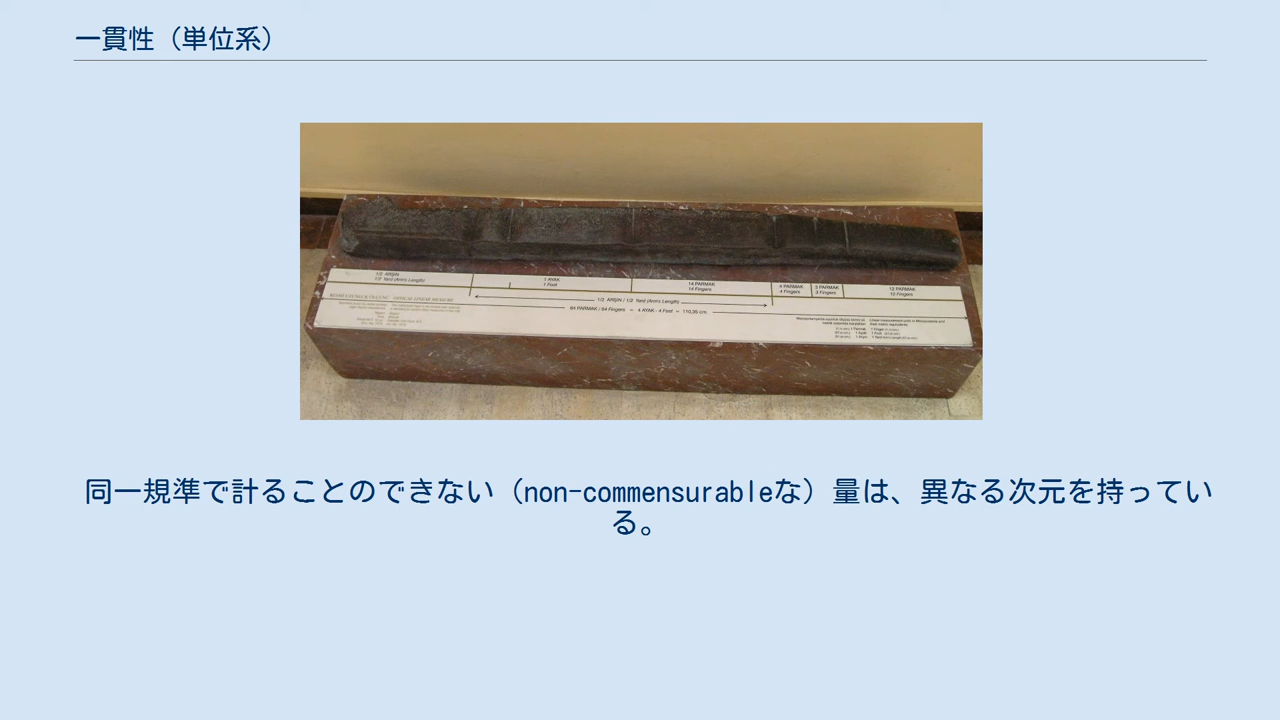 一貫性（単位系）
1/2 ARŞIN
1/2 Yard (Arm's Length)
1 AYAK
1 Foot
14 PARMAK
14 Fingers
4 PARMAK
4 Fingers
3 PARMAK
3 Fingers
12 PARMAK
12 Fingers
1/2 ARŞIN / 1/2 Yard (Arm's Length)
64 PARMAK / 64 Fingers = 4 AYAK - 4 Foot = 110,35 cm
同一規準で計ることのできない（non-commensurableな）量は、異なる次元を持ってい
る。